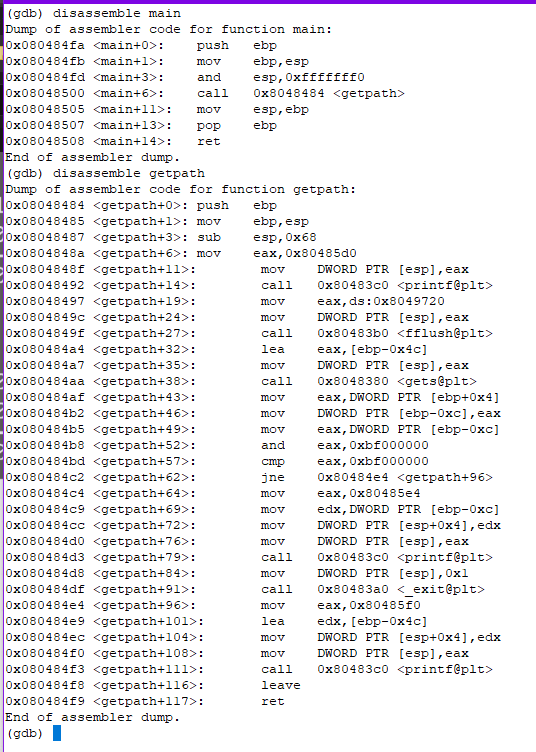 (gdb) disassemble main
Dump of assembler code for function main:
0x080484fa <main+0>:    push   ebp
0x080484fb <main+1>:    mov    ebp,esp
0x080484fd <main+3>:    and    esp,0xfffffff0
0x08048500 <main+6>:    call   0x8048484 <getpath>
0x08048505 <main+11>:   mov    esp,ebp
0x08048507 <main+13>:   pop    ebp
0x08048508 <main+14>:   ret
End of assembler dump.
(gdb) disassemble getpath
Dump of assembler code for function getpath:
0x08048484 <getpath+0>: push   ebp
0x08048485 <getpath+1>: mov    ebp,esp
0x08048487 <getpath+3>: sub    esp,0x68
0x0804848a <getpath+6>: mov    eax,0x80485d0
0x0804848f <getpath+11>:        mov    DWORD PTR [esp],eax
0x08048492 <getpath+14>:        call   0x80483c0 <printf@plt>
0x08048497 <getpath+19>:        mov    eax,ds:0x8049720
0x0804849c <getpath+24>:        mov    DWORD PTR [esp],eax
0x0804849f <getpath+27>:        call   0x80483b0 <fflush@plt>
0x080484a4 <getpath+32>:        lea    eax,[ebp-0x4c]
0x080484a7 <getpath+35>:        mov    DWORD PTR [esp],eax
0x080484aa <getpath+38>:        call   0x8048380 <gets@plt>
0x080484af <getpath+43>:        mov    eax,DWORD PTR [ebp+0x4]
0x080484b2 <getpath+46>:        mov    DWORD PTR [ebp-0xc],eax
0x080484b5 <getpath+49>:        mov    eax,DWORD PTR [ebp-0xc]
0x080484b8 <getpath+52>:        and    eax,0xbf000000
0x080484bd <getpath+57>:        cmp    eax,0xbf000000
0x080484c2 <getpath+62>:        jne    0x80484e4 <getpath+96>
0x080484c4 <getpath+64>:        mov    eax,0x80485e4
0x080484c9 <getpath+69>:        mov    edx,DWORD PTR [ebp-0xc]
0x080484cc <getpath+72>:        mov    DWORD PTR [esp+0x4],edx
0x080484d0 <getpath+76>:        mov    DWORD PTR [esp],eax
0x080484d3 <getpath+79>:        call   0x80483c0 <printf@plt>
0x080484d8 <getpath+84>:        mov    DWORD PTR [esp],0x1
0x080484df <getpath+91>:        call   0x80483a0 <_exit@plt>
0x080484e4 <getpath+96>:        mov    eax,0x80485f0
0x080484e9 <getpath+101>:       lea    edx,[ebp-0x4c]
0x080484ec <getpath+104>:       mov    DWORD PTR [esp+0x4],edx
0x080484f0 <getpath+108>:       mov    DWORD PTR [esp],eax
0x080484f3 <getpath+111>:       call   0x80483c0 <printf@plt>
0x080484f8 <getpath+116>:       leave
0x080484f9 <getpath+117>:       ret
End of assembler dump.
(gdb)